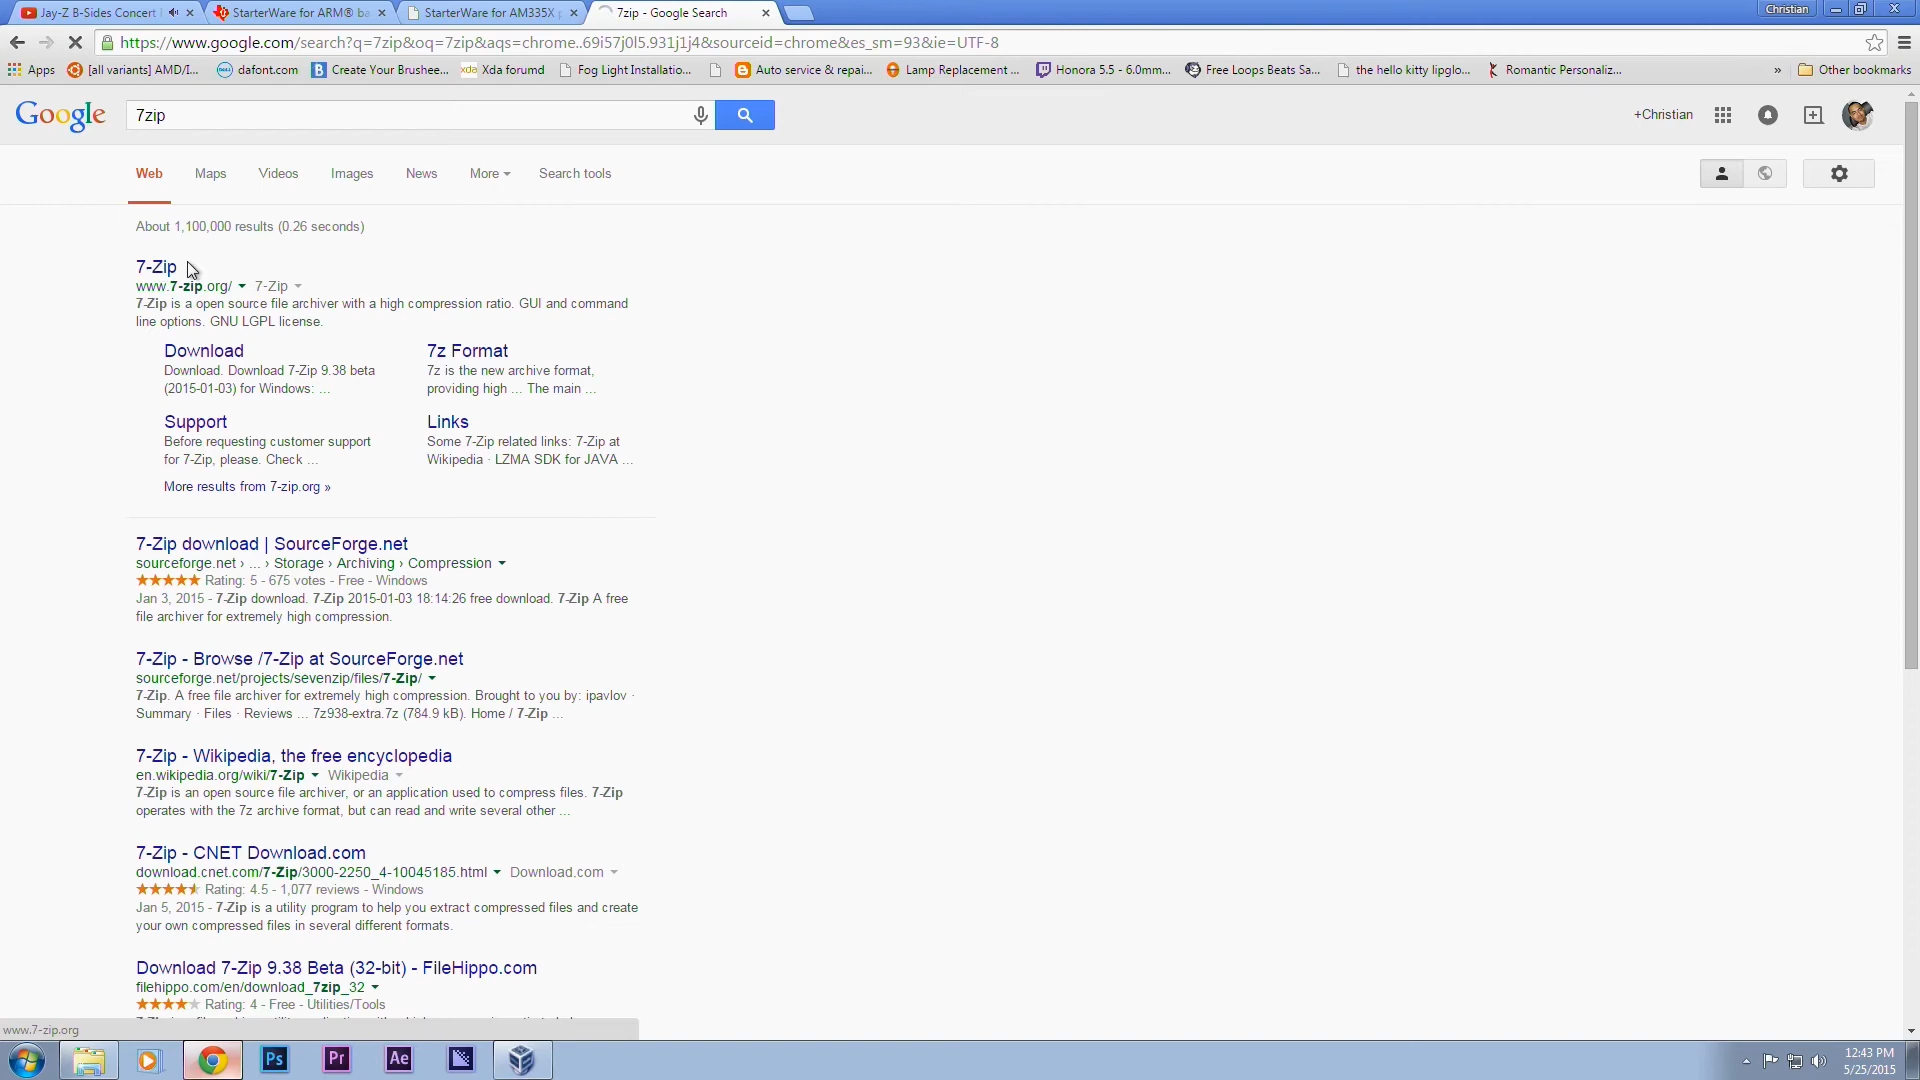 Jay-Z B-Sides Concert
StarterWare for ARM® ba
StarterWare for AM335X p
7zip - Google Search
Christian
https://www.google.com/search?q=7zip&oq=7zip&aqs=chrome..69i57j0l5.931j1j4&sourceid=chrome&es_sm=93&ie=UTF-8
Apps
[all variants] AMD/I...
dafont.com
Create Your Brushee...
Xda forumd
Fog Light Installatio...
Auto service & repai...
Lamp Replacement ...
Honora 5.5 - 6.0mm...
Free Loops Beats Sa...
the hello kitty lipglo...
Romantic Personaliz...
»
Other bookmarks
Google
7zip
+Christian
Web Maps Videos Images News More Search tools
About 1,100,000 results (0.26 seconds)
7-Zip
www.7-zip.org/ 7-Zip
7-Zip is a open source file archiver with a high compression ratio. GUI and command
line options. GNU LGPL license.
Download
Download. Download 7-Zip 9.38 beta
(2015-01-03) for Windows: ...
7z Format
7z is the new archive format,
providing high ... The main ...
Support
Before requesting customer support
for 7-Zip, please. Check ...
Links
Some 7-Zip related links: 7-Zip at
Wikipedia · LZMA SDK for JAVA ...
More results from 7-zip.org »
7-Zip download | SourceForge.net
sourceforge.net › ... › Storage › Archiving › Compression
Rating: 5 - 675 votes - Free - Windows
Jan 3, 2015 - 7-Zip download. 7-Zip 2015-01-03 18:14:26 free download. 7-Zip A free
file archiver for extremely high compression.
7-Zip - Browse /7-Zip at SourceForge.net
sourceforge.net/projects/sevenzip/files/7-Zip/
7-Zip. A free file archiver for extremely high compression. Brought to you by: ipavlov ·
Summary · Files · Reviews ... 7z938-extra.7z (784.9 kB). Home / 7-Zip ...
7-Zip - Wikipedia, the free encyclopedia
en.wikipedia.org/wiki/7-Zip Wikipedia
7-Zip is an open source file archiver, or an application used to compress files. 7-Zip
operates with the 7z archive format, but can read and write several other ...
7-Zip - CNET Download.com
download.cnet.com/7-Zip/3000-2250_4-10045185.html Download.com
Rating: 4.5 - 1,077 reviews - Windows
Jan 5, 2015 - 7-Zip is a utility program to help you extract compressed files and create
your own compressed files in several different formats.
Download 7-Zip 9.38 Beta (32-bit) - FileHippo.com
filehippo.com/en/download_7zip_32
Rating: 4 - Free - Utilities/Tools
www.7-zip.org
Ps
Pr
Ae
12:43 PM
5/25/2015